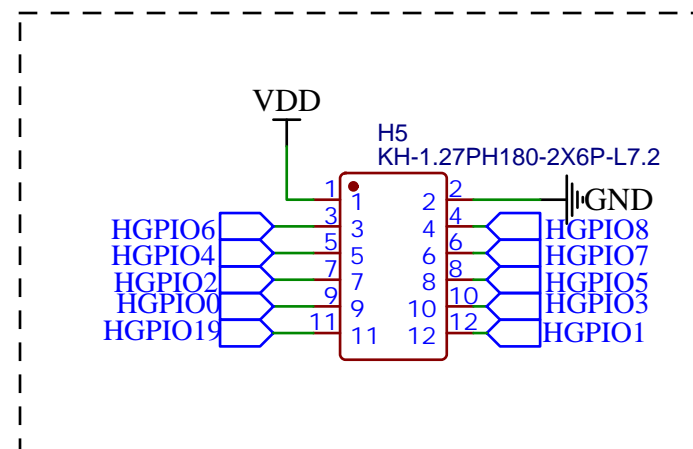 VDD
H5
KH-1.27PH180-2X6P-L7.2
1 1 2 2 GND
HGPIO6 3 3 4 4 HGPIO8
HGPIO4 5 5 6 6 HGPIO7
HGPIO2 7 7 8 8 HGPIO5
HGPIO0 9 9 10 10 HGPIO3
HGPIO19 11 11 12 12 HGPIO1